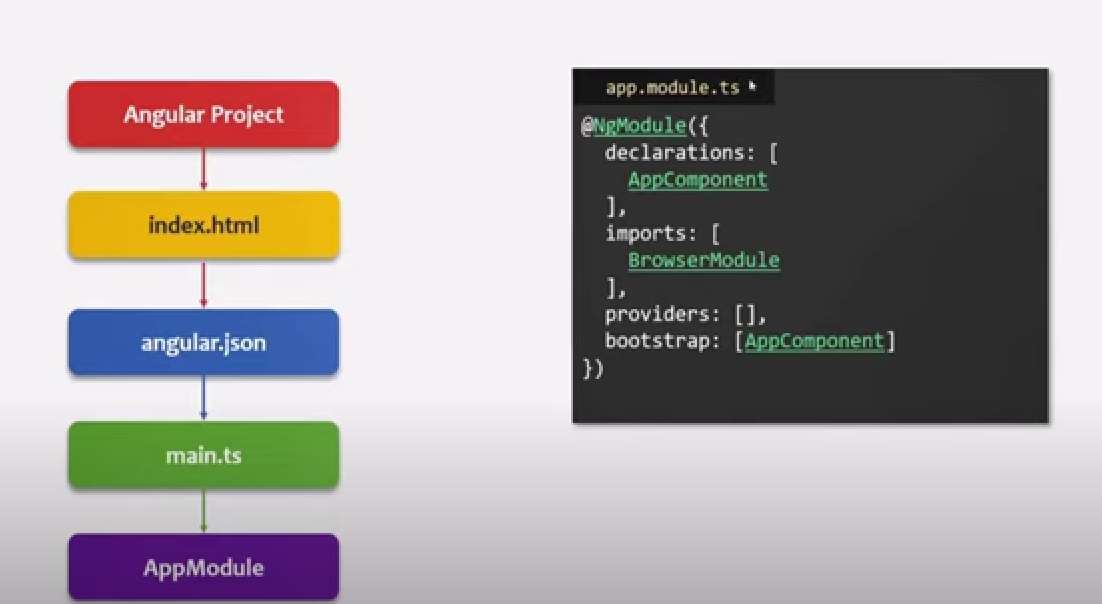 Angular Project
index.html
angular.json
main.ts
AppModule
app.module.ts
@NgModule({
  declarations: [
    AppComponent
  ],
  imports: [
    BrowserModule
  ],
  providers: [],
  bootstrap: [AppComponent]
})